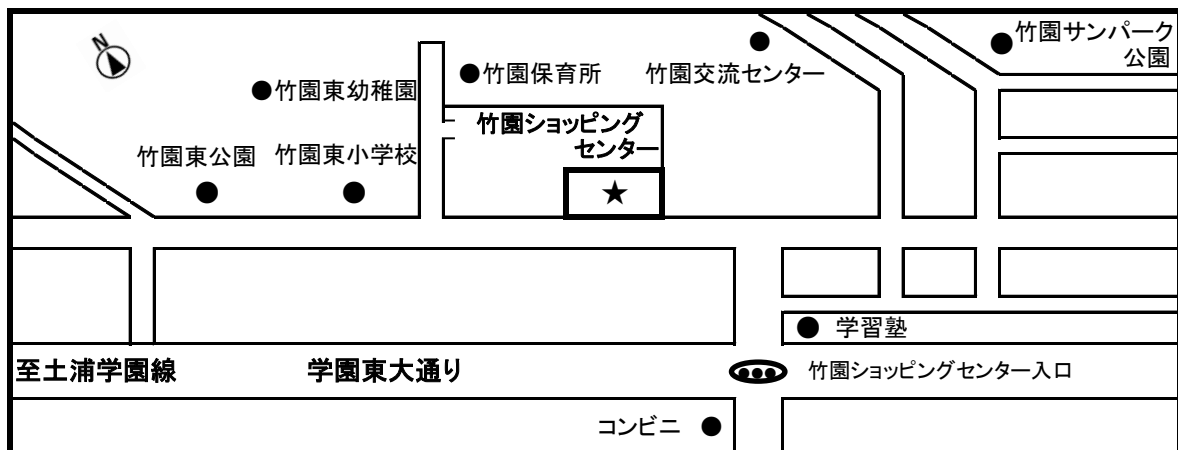 N
竹園サンパーク
公園
●竹園保育所
竹園交流センター
●竹園東幼稚園
竹園ショッピング
センター
竹園東公園
竹園東小学校
★
● 学習塾
至土浦学園線
学園東大通り
竹園ショッピングセンター入口
コンビニ ●